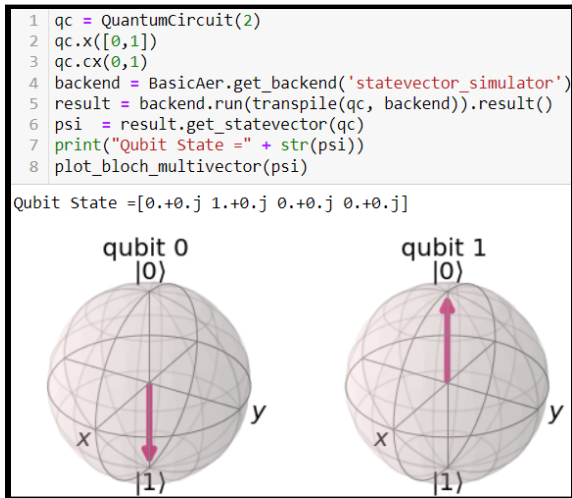 1 qc = QuantumCircuit(2)
2 qc.x([0,1])
3 qc.cx(0,1)
4 backend = BasicAer.get_backend('statevector_simulator')
5 result = backend.run(transpile(qc, backend)).result()
6 psi  = result.get_statevector(qc)
7 print("Qubit State =" + str(psi))
8 plot_bloch_multivector(psi)
Qubit State =[0.+0.j 1.+0.j 0.+0.j 0.+0.j]
qubit 0
|0⟩
x
y
|1⟩
qubit 1
|0⟩
x
y
|1⟩